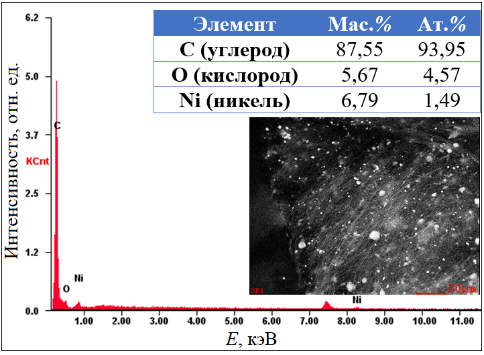 Элемент Мас.% Ат.%
C (углерод) 87,55 93,95
O (кислород) 5,67 4,57
Ni (никель) 6,79 1,49
Интенсивность, отн. ед.
6.2
5.0
3.7
2.5
1.2
0.0
KCnt
C
O
Ni
Ni
1.00 2.00 3.00 4.00 5.00 6.00 7.00 8.00 9.00 10.00 11.00
E, кэВ